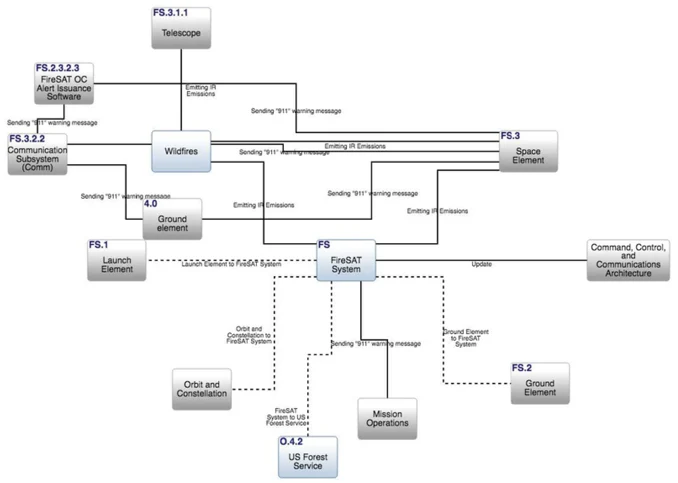 FS.3.1.1
Telescope
FS.2.3.2.3
FireSAT OC
Alert Issuance
Software
Emitting IR
Emissions
Sending "911" warning message
Sending "911" warning message
FS.3.2.2
Communication
Subsystem
(Comm)
Wildfires
Emitting IR Emissions
Sending "911" warning message
FS.3
Space
Element
Sending "911" warning message
Sending "911" warning message
4.0
Ground
element
Emitting IR Emissions
Emitting IR Emissions
FS.1
Launch
Element
Launch Element to FireSAT System
FS
FireSAT
System
Update
Command, Control,
and
Communications
Architecture
Orbit and
Constellation to
FireSAT System
Sending "911" warning message
Ground Element
to FireSAT
System
Orbit and
Constellation
FS.2
Ground
Element
FireSAT
System to US
Forest Service
Mission
Operations
O.4.2
US Forest
Service